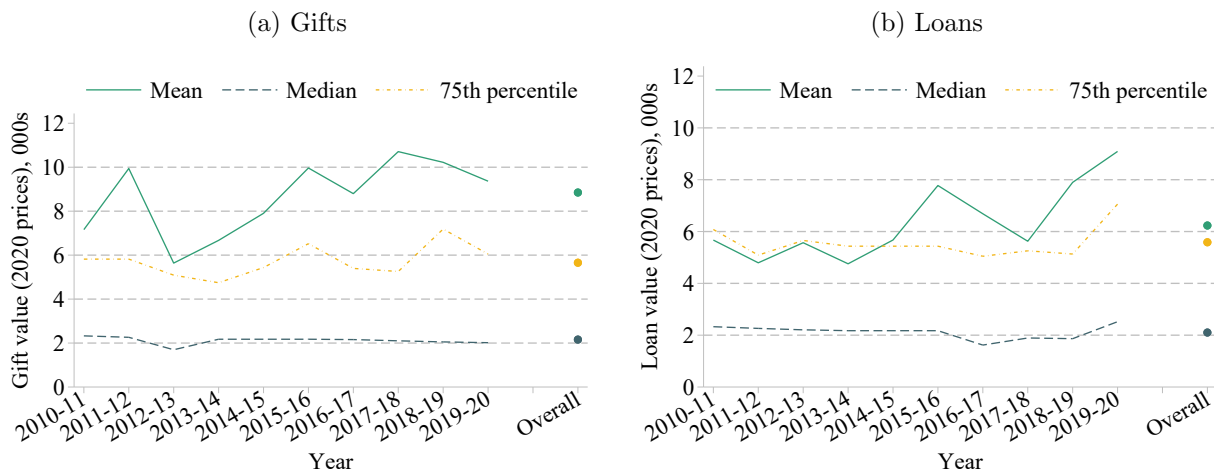 (a) Gifts
Mean Median 75th percentile
Gift value (2020 prices), 000s
12
10
8
6
4
2
0
2010-11 2011-12 2012-13 2013-14 2014-15 2015-16 2016-17 2017-18 2018-19 2019-20 Overall
Year
(b) Loans
Mean Median 75th percentile
Loan value (2020 prices), 000s
12
10
8
6
4
2
0
2010-11 2011-12 2012-13 2013-14 2014-15 2015-16 2016-17 2017-18 2018-19 2019-20 Overall
Year